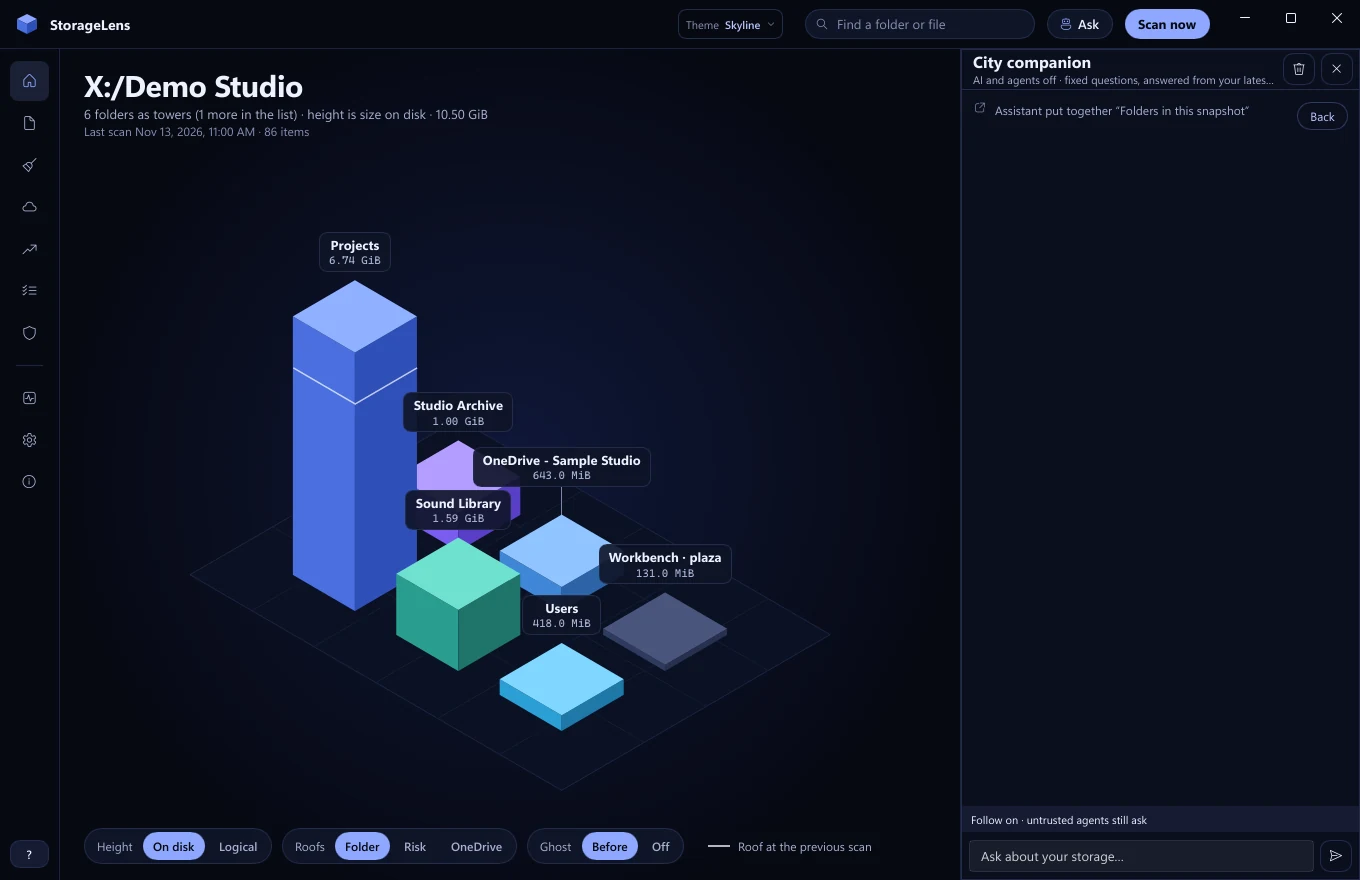 StorageLens
Theme Skyline
Find a folder or file
Ask
Scan now
X:/Demo Studio
6 folders as towers (1 more in the list) · height is size on disk · 10.50 GiB
Last scan Nov 13, 2026, 11:00 AM · 86 items
City companion
AI and agents off · fixed questions, answered from your lates...
Assistant put together “Folders in this snapshot”
Back
Projects
6.74 GiB
Studio Archive
1.00 GiB
OneDrive - Sample Studio
643.0 MiB
Sound Library
1.59 GiB
Workbench · plaza
131.0 MiB
Users
418.0 MiB
Height On disk Logical
Roofs Folder Risk OneDrive
Ghost Before Off
Roof at the previous scan
?
Follow on · untrusted agents still ask
Ask about your storage...